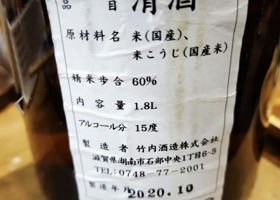 品 目 清酒
原材料名 米(国産)、
米こうじ(国産米)
精米歩合 60%
内容量 1.8L
アルコール分 15度
製造者 竹内酒造株式会社
滋賀県湖南市石部中央1丁目6-5
TEL:0748-77-2001
製造年月 2020.10